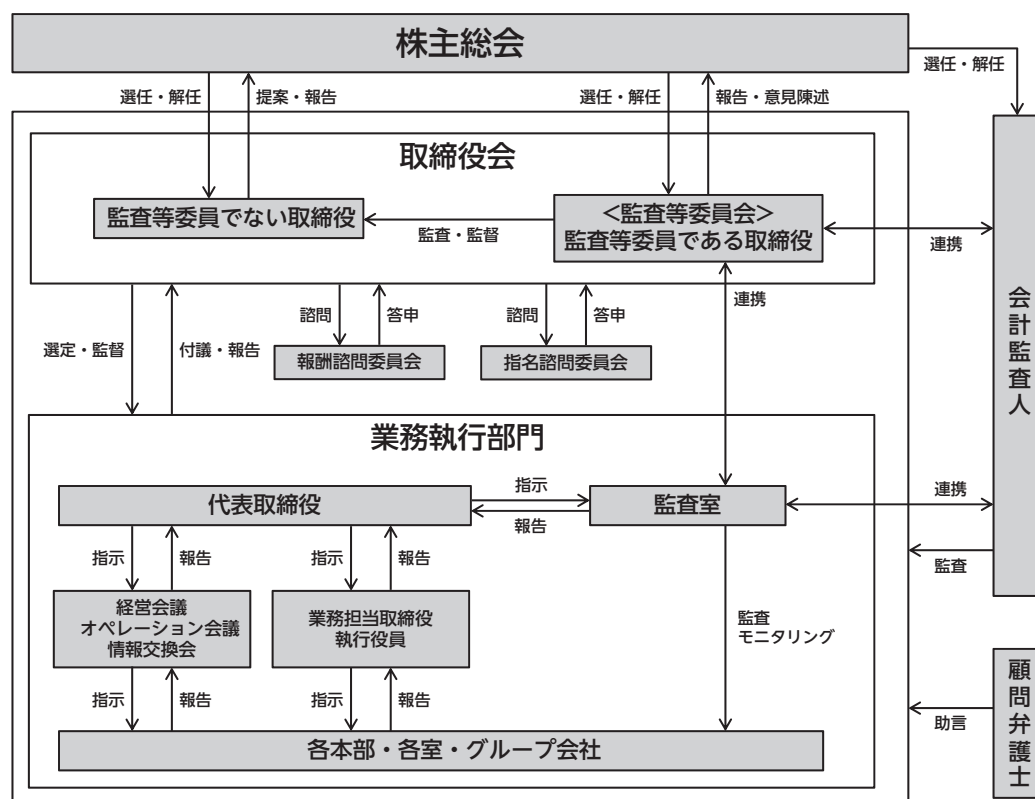 株主総会
選任・解任
選任・解任
提案・報告
選任・解任
報告・意見陳述
取締役会
監査等委員でない取締役
監査・監督
＜監査等委員会＞
監査等委員である取締役
連携
会計監査人
選定・監督
付議・報告
諮問
答申
報酬諮問委員会
諮問
答申
指名諮問委員会
連携
業務執行部門
代表取締役
指示
報告
監査室
連携
監査
指示
報告
指示
報告
経営会議
オペレーション会議
情報交換会
業務担当取締役
執行役員
監査
モニタリング
指示
報告
指示
報告
助言
顧問弁護士
各本部・各室・グループ会社